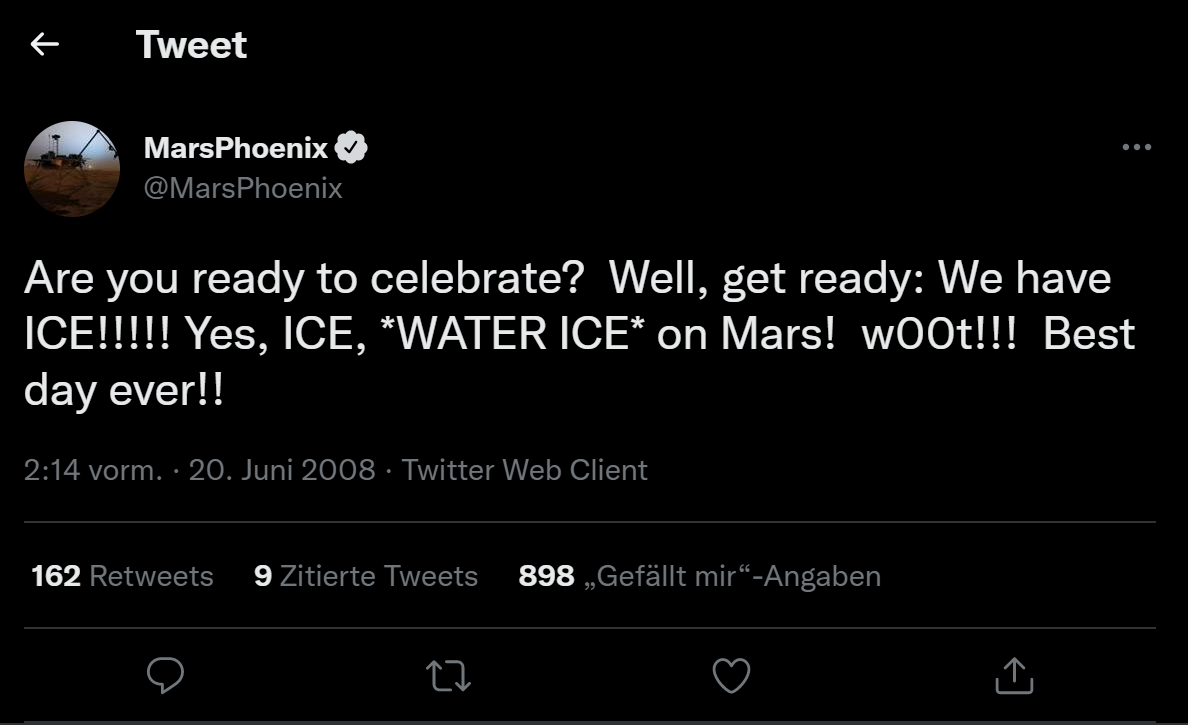 Tweet
MarsPhoenix
@MarsPhoenix
Are you ready to celebrate?  Well, get ready: We have
ICE!!!!! Yes, ICE, *WATER ICE* on Mars!  w00t!!!  Best
day ever!!
2:14 vorm. · 20. Juni 2008 · Twitter Web Client
162 Retweets 9 Zitierte Tweets 898 „Gefällt mir“-Angaben